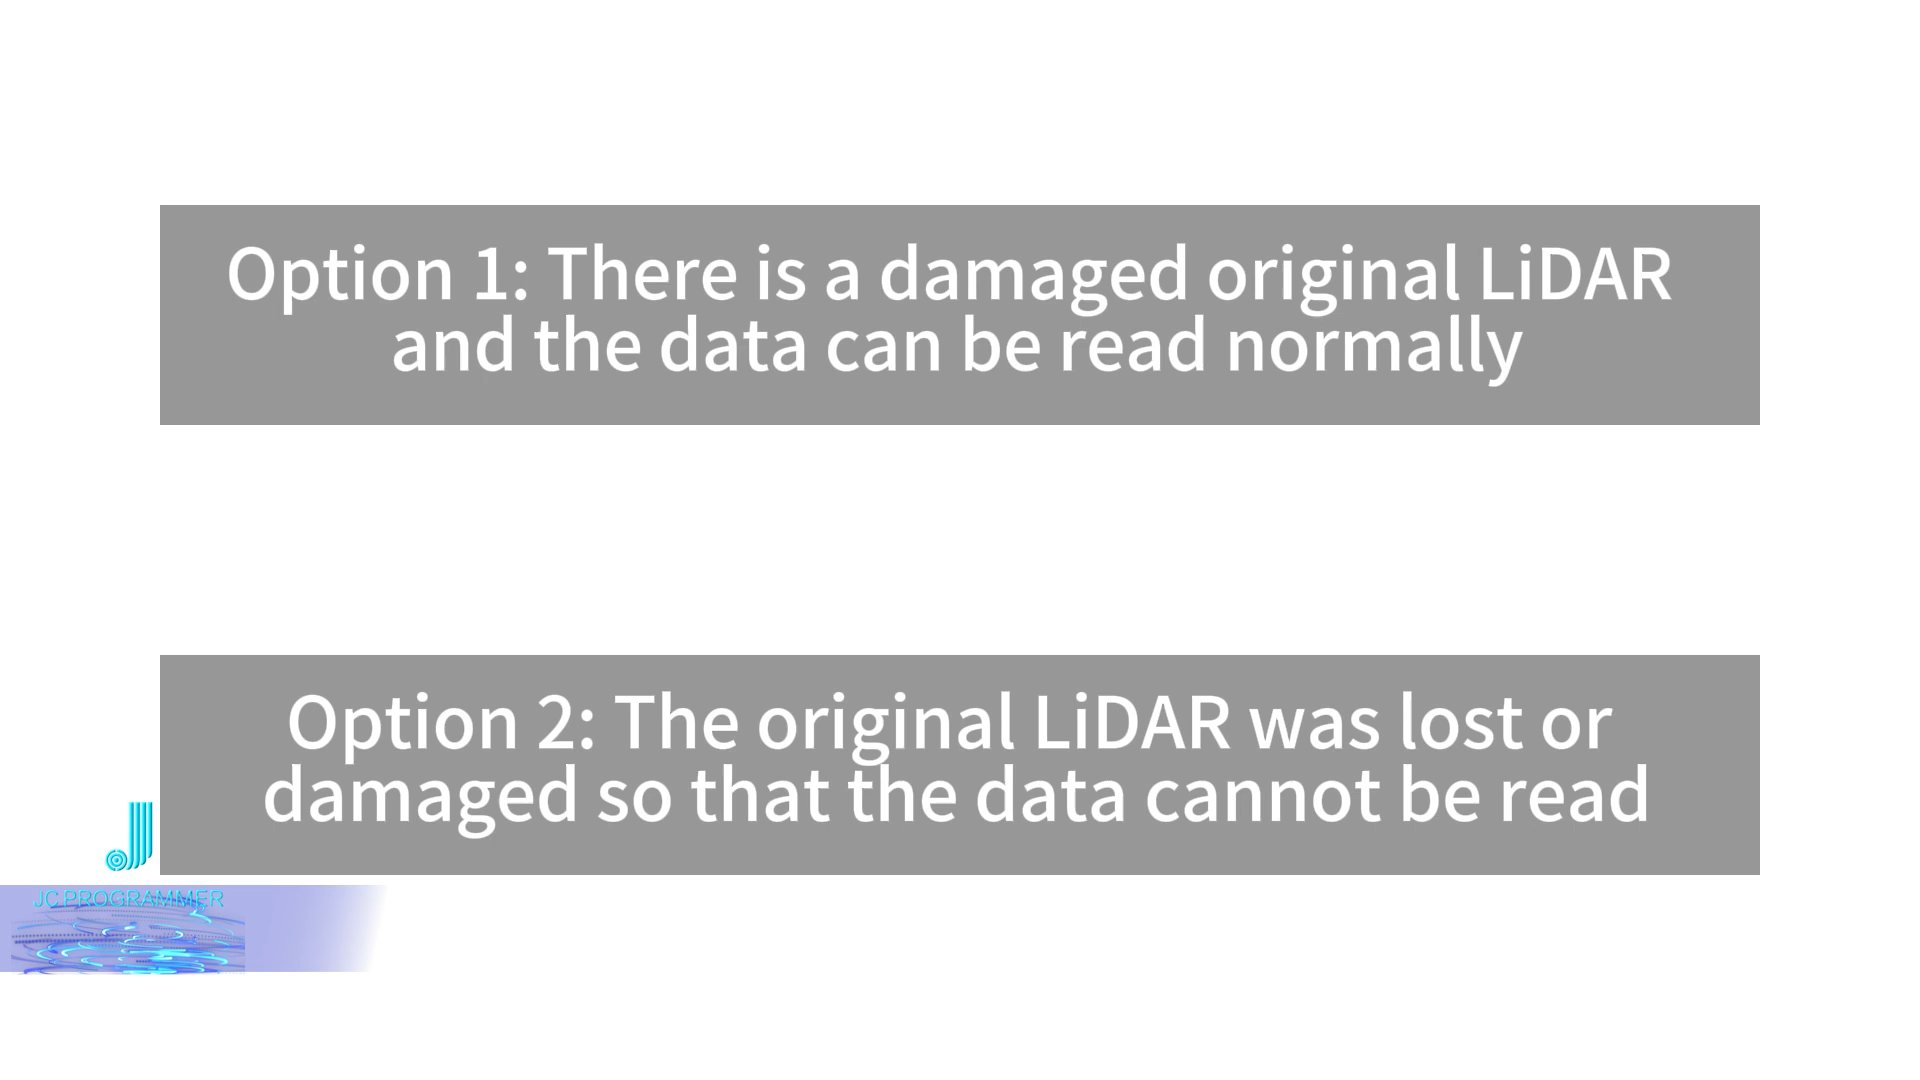 Option 1: There is a damaged original LiDAR
and the data can be read normally
Option 2: The original LiDAR was lost or
damaged so that the data cannot be read
JC PROGRAMMER